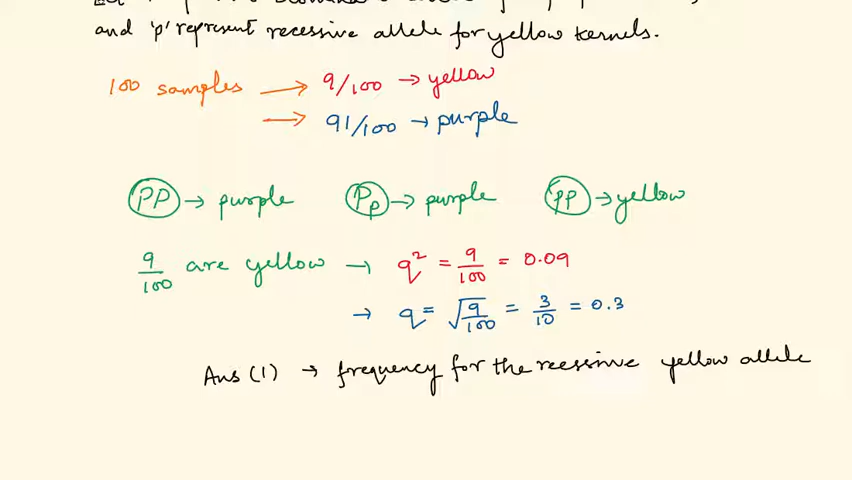 and 'p' represent recessive allele for yellow kernels.
100 samples → 9/100 → yellow
→ 91/100 → purple
PP → purple Pp → purple pp → yellow
9/100 are yellow → q² = 9/100 = 0.09
→ q = √9/100 = 3/10 = 0.3
Ans (1) → frequency for the recessive yellow allele